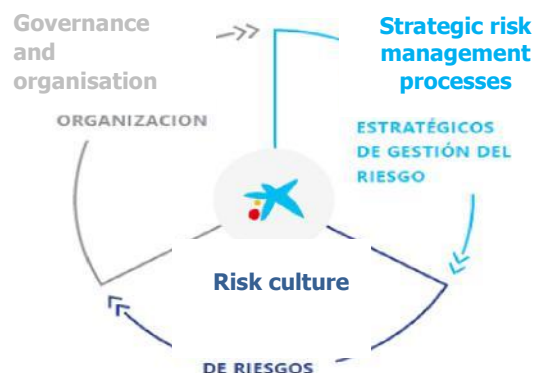 Governance
and
organisation
ORGANIZACION
Strategic risk
management
processes
ESTRATÉGICOS
DE GESTIÓN DEL
RIESGO
Risk culture
DE RIESGOS